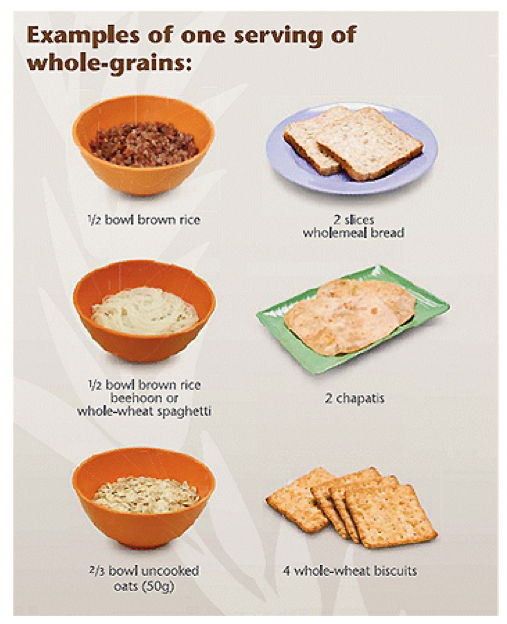 Examples of one serving of
whole-grains:
1/2 bowl brown rice
2 slices
wholemeal bread
1/2 bowl brown rice
beehoon or
whole-wheat spaghetti
2 chapatis
2/3 bowl uncooked
oats (50g)
4 whole-wheat biscuits